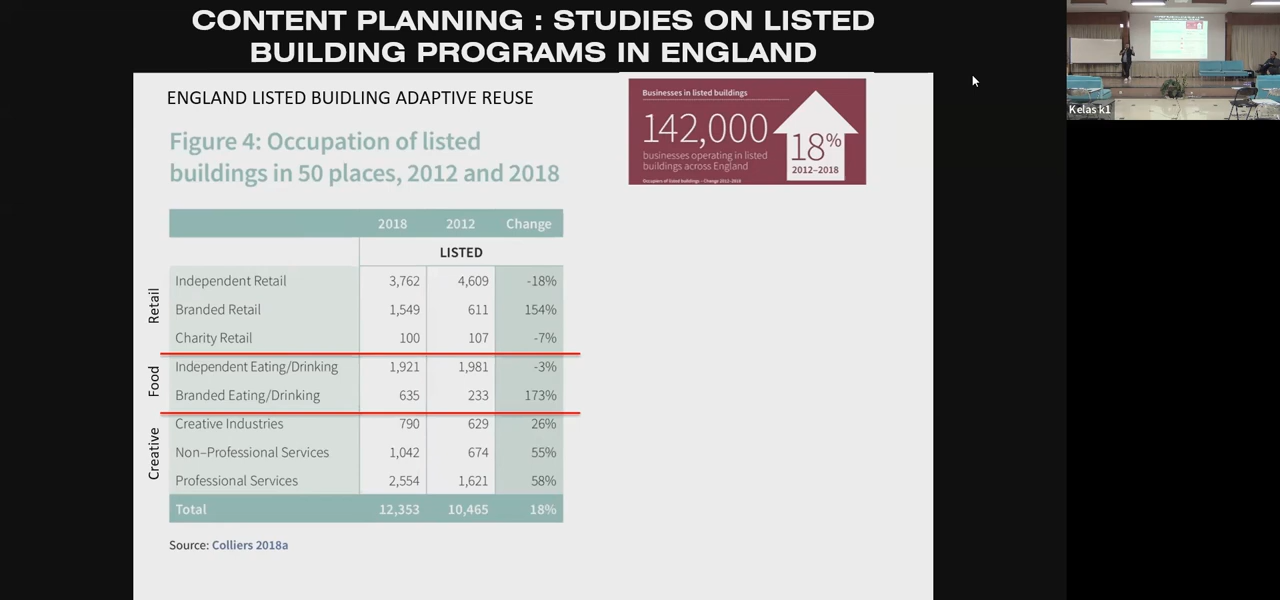 CONTENT PLANNING : STUDIES ON LISTED
BUILDING PROGRAMS IN ENGLAND
ENGLAND LISTED BUIDLING ADAPTIVE REUSE
Figure 4: Occupation of listed
buildings in 50 places, 2012 and 2018
2018 2012 Change
LISTED
Retail
Independent Retail 3,762 4,609 -18%
Branded Retail 1,549 611 154%
Charity Retail 100 107 -7%
Food
Independent Eating/Drinking 1,921 1,981 -3%
Branded Eating/Drinking 635 233 173%
Creative
Creative Industries 790 629 26%
Non–Professional Services 1,042 674 55%
Professional Services 2,554 1,621 58%
Total 12,353 10,465 18%
Source: Colliers 2018a
Businesses in listed buildings
142,000
businesses operating in listed
buildings across England
18%
2012–2018
Occupiers of listed buildings – Change 2012–2018
Kelas k1